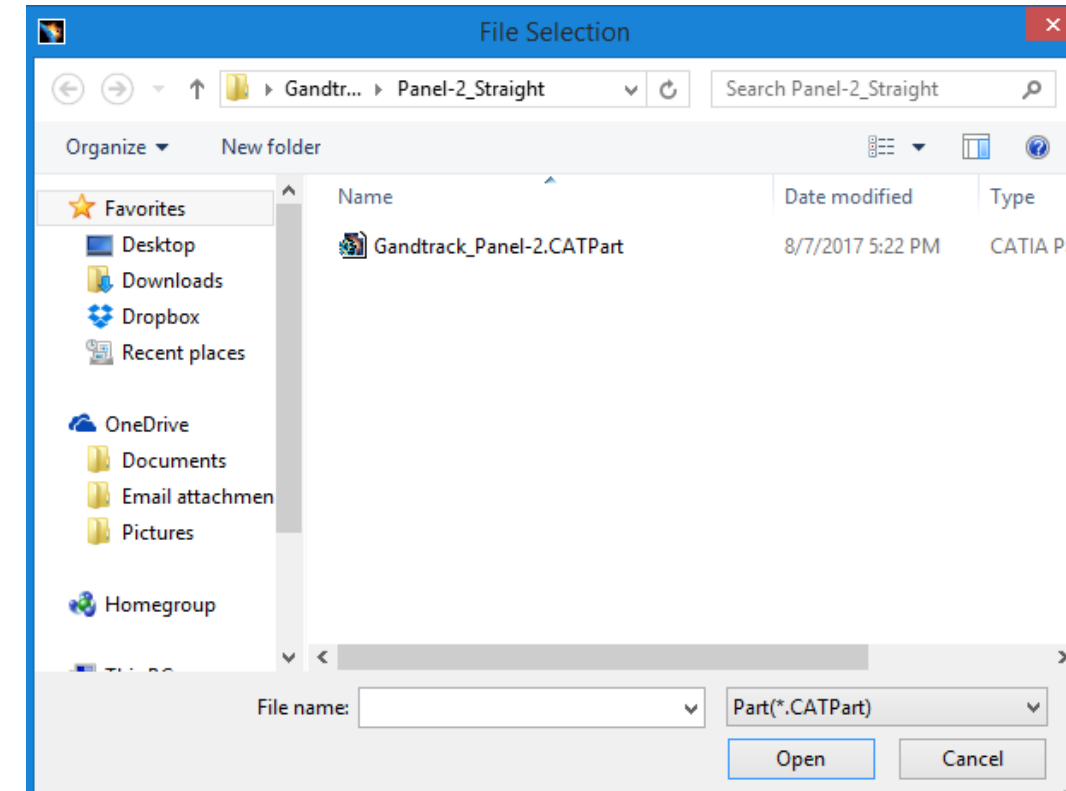 File Selection
Gandtr... Panel-2_Straight
Search Panel-2_Straight
Organize
New folder
Name
Date modified
Type
Favorites
Gandtrack_Panel-2.CATPart
8/7/2017 5:22 PM
CATIA P
Desktop
Downloads
Dropbox
Recent places
OneDrive
Documents
Email attachmen
Pictures
Homegroup
File name:
Part(*.CATPart)
Open
Cancel